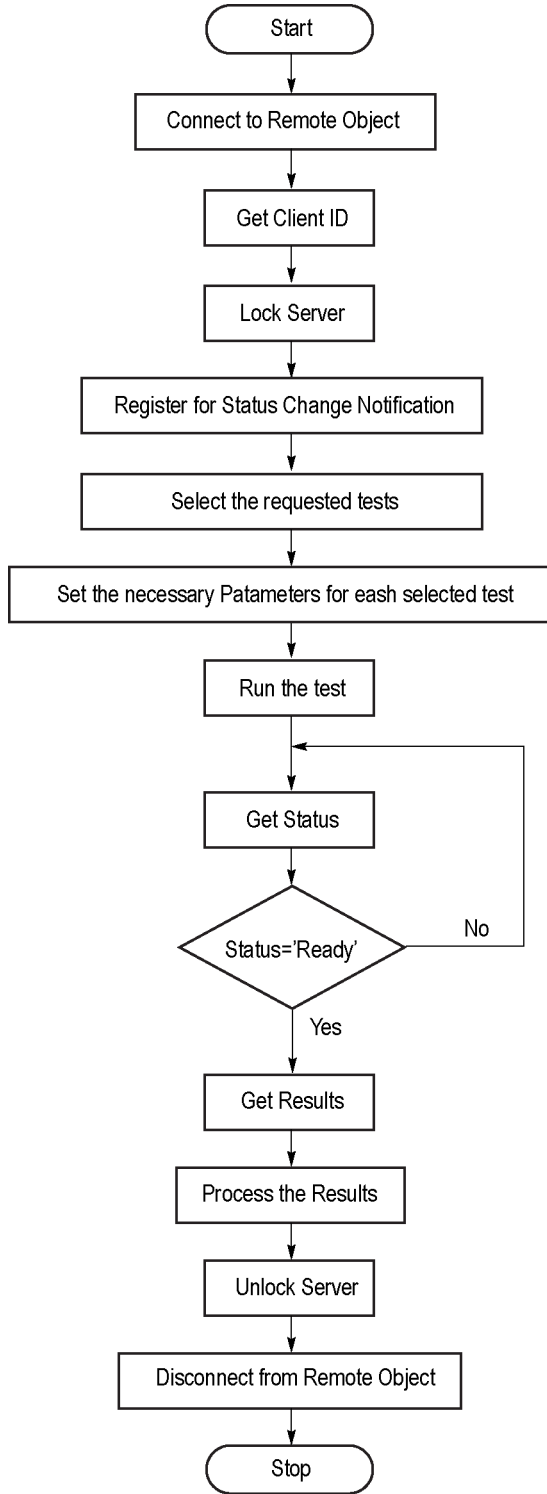 Start
Connect to Remote Object
Get Client ID
Lock Server
Register for Status Change Notification
Select the requested tests
Set the necessary Patameters for eash selected test
Run the test
Get Status
Status='Ready'
No
Yes
Get Results
Process the Results
Unlock Server
Disconnect from Remote Object
Stop